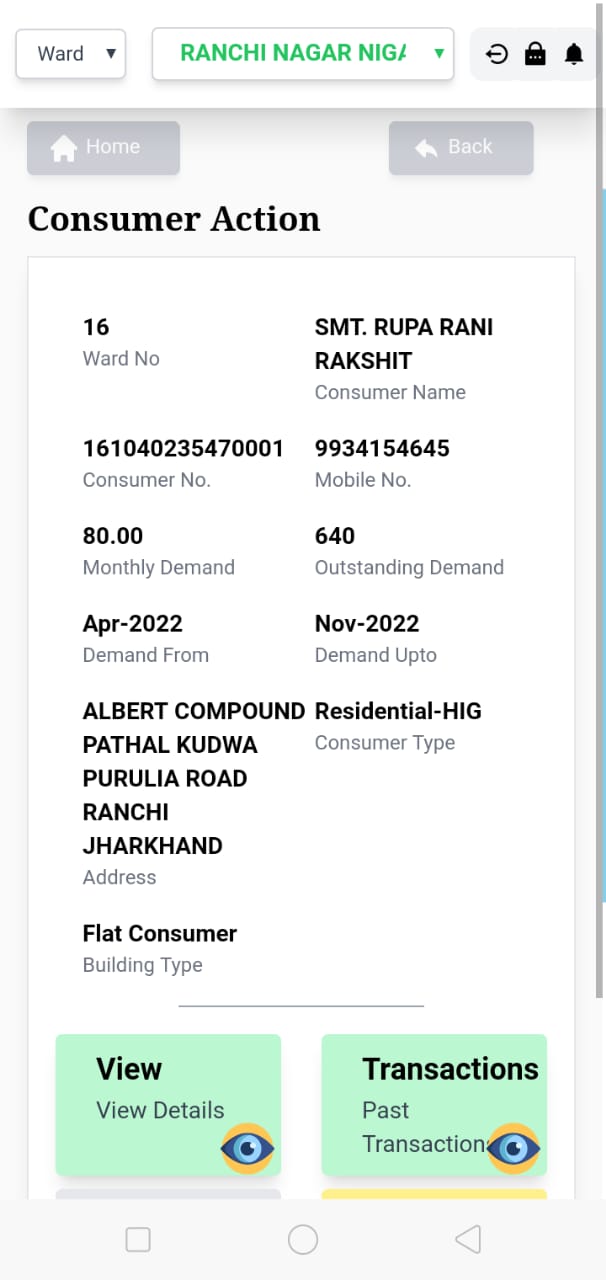 Ward
RANCHI NAGAR NIGA
Home
Back
Consumer Action
16
Ward No
SMT. RUPA RANI
RAKSHIT
Consumer Name
161040235470001
Consumer No.
9934154645
Mobile No.
80.00
Monthly Demand
640
Outstanding Demand
Apr-2022
Demand From
Nov-2022
Demand Upto
ALBERT COMPOUND
PATHAL KUDWA
PURULIA ROAD
RANCHI
JHARKHAND
Address
Residential-HIG
Consumer Type
Flat Consumer
Building Type
View
View Details
Transactions
Past
Transactions